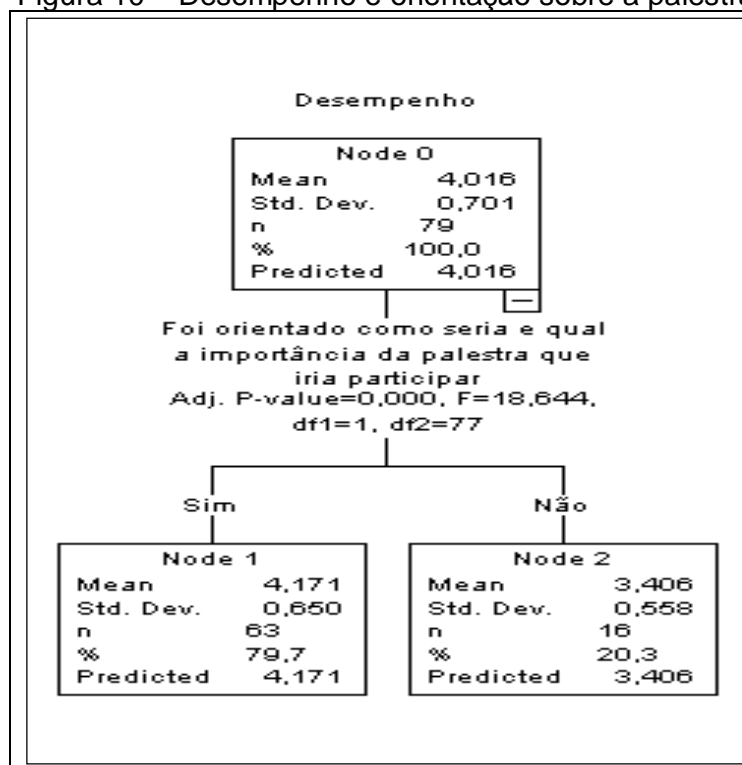 Desempenho e orientação sobre a palestra
Desempenho
Node 0
Mean 4,016
Std. Dev. 0,701
n 79
% 100,0
Predicted 4,016
Foi orientado como seria e qual
a importância da palestra que
iria participar
Adj. P-value=0,000, F=18,644,
df1=1, df2=77
Sim
Não
Node 1
Mean 4,171
Std. Dev. 0,650
n 63
% 79,7
Predicted 4,171
Node 2
Mean 3,406
Std. Dev. 0,558
n 16
% 20,3
Predicted 3,406